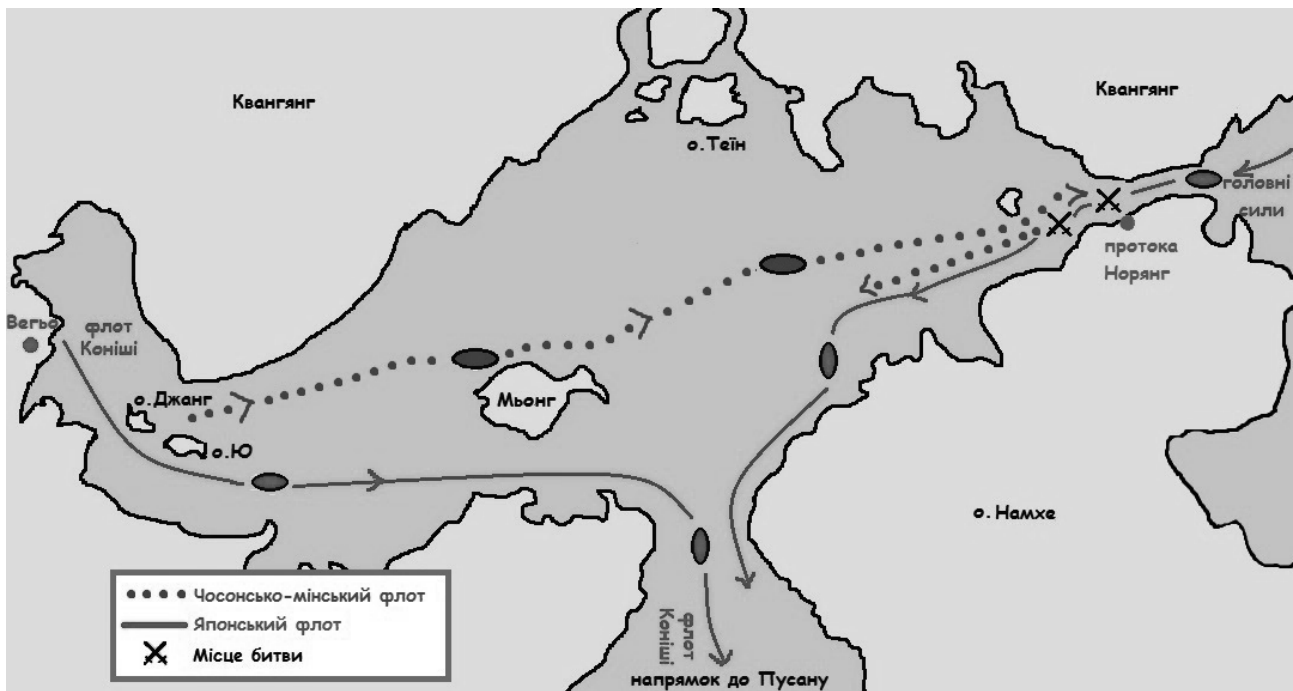 Квангянг
Квангянг
о.Теїн
головні
сили
протока
Норянг
Вегьо
флот
Коніші
о.Джанг
Мьонг
о.Ю
о.Намхе
Чосонсько-мінський флот
Японський флот
Місце битви
флот
Коніші
напрямок до Пусану